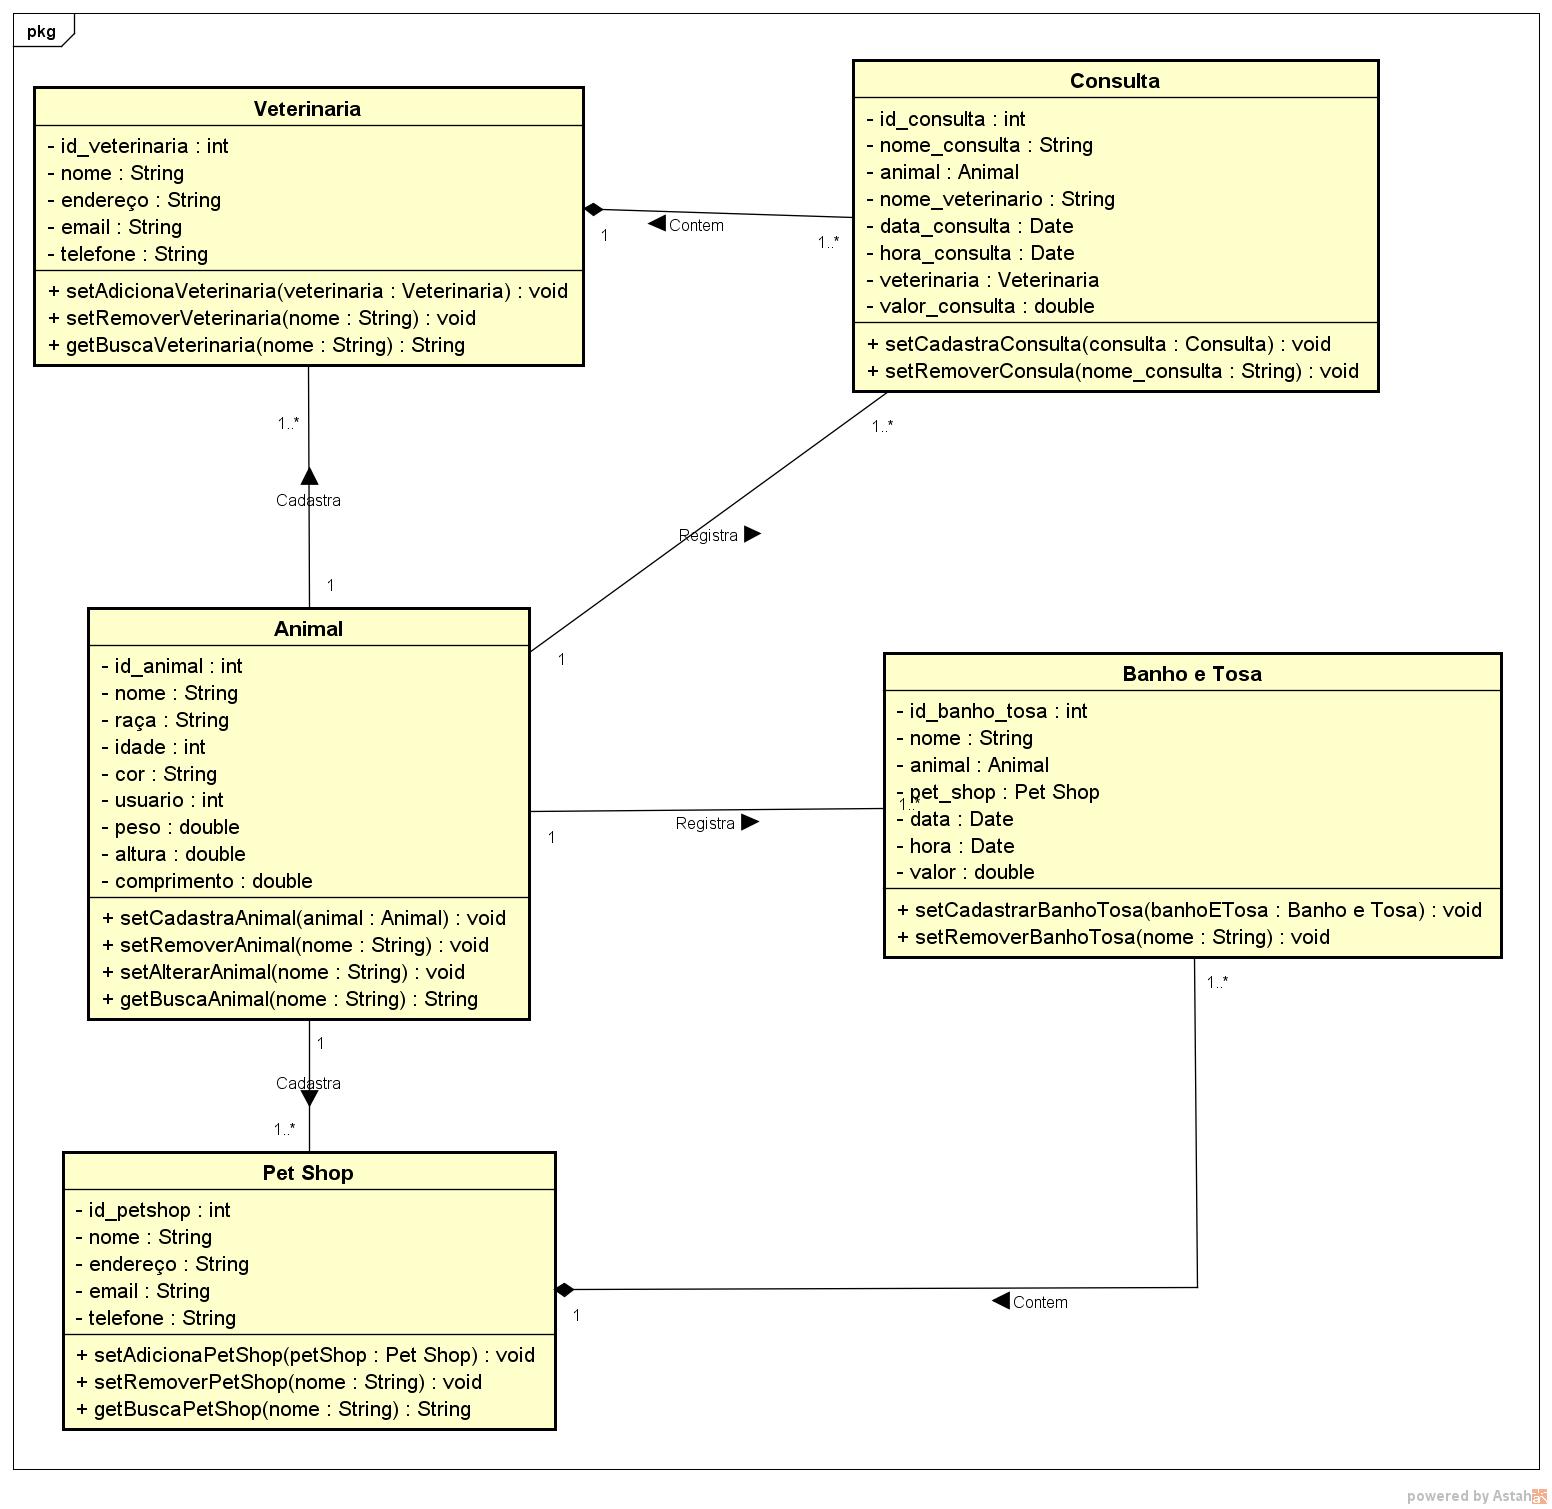 pkg
Veterinaria
- id_veterinaria : int
- nome : String
- endereço : String
- email : String
- telefone : String
+ setAdicionaVeterinaria(veterinaria : Veterinaria) : void
+ setRemoverVeterinaria(nome : String) : void
+ getBuscaVeterinaria(nome : String) : String
Consulta
- id_consulta : int
- nome_consulta : String
- animal : Animal
- nome_veterinario : String
- data_consulta : Date
- hora_consulta : Date
- veterinaria : Veterinaria
- valor_consulta : double
+ setCadastraConsulta(consulta : Consulta) : void
+ setRemoverConsula(nome_consulta : String) : void
1
Contem
1..*
1..*
Cadastra
1
1..*
Registra
1
Animal
- id_animal : int
- nome : String
- raça : String
- idade : int
- cor : String
- usuario : int
- peso : double
- altura : double
- comprimento : double
+ setCadastraAnimal(animal : Animal) : void
+ setRemoverAnimal(nome : String) : void
+ setAlterarAnimal(nome : String) : void
+ getBuscaAnimal(nome : String) : String
1
Registra
1..*
Banho e Tosa
- id_banho_tosa : int
- nome : String
- animal : Animal
- pet_shop : Pet Shop
- data : Date
- hora : Date
- valor : double
+ setCadastrarBanhoTosa(banhoETosa : Banho e Tosa) : void
+ setRemoverBanhoTosa(nome : String) : void
1..*
1
Cadastra
1..*
Pet Shop
- id_petshop : int
- nome : String
- endereço : String
- email : String
- telefone : String
+ setAdicionaPetShop(petShop : Pet Shop) : void
+ setRemoverPetShop(nome : String) : void
+ getBuscaPetShop(nome : String) : String
1
Contem
powered by Astah